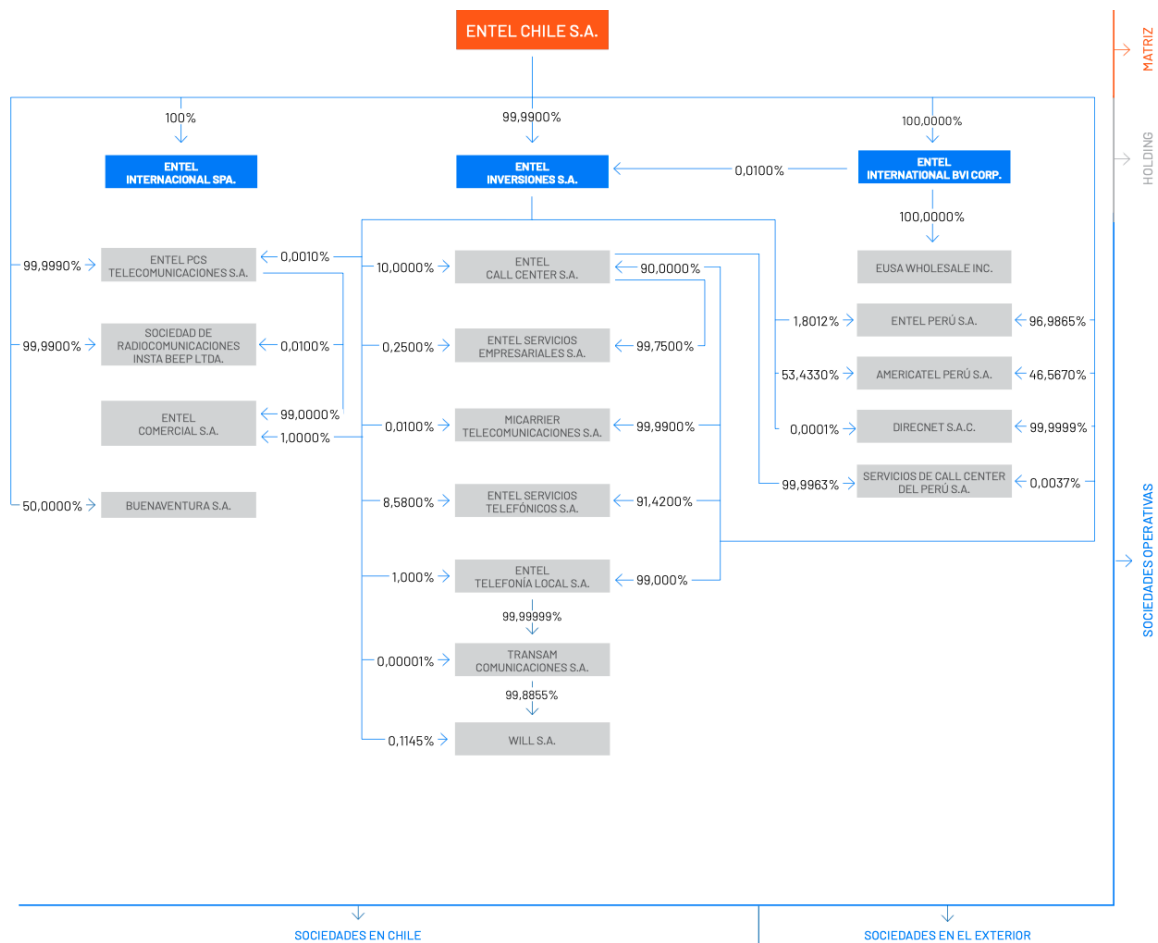 ENTEL CHILE S.A.
MATRIZ
100%
99,9900%
100,0000%
ENTEL
INTERNACIONAL SPA.
ENTEL
INVERSIONES S.A.
0,0100%
ENTEL
INTERNATIONAL BVI CORP.
HOLDING
100,0000%
99,9990%
ENTEL PCS
TELECOMUNICACIONES S.A.
0,0010%
10,0000%
ENTEL
CALL CENTER S.A.
90,0000%
EUSA WHOLESALE INC.
1,8012%
ENTEL PERÚ S.A.
96,9865%
99,9900%
SOCIEDAD DE
RADIOCOMUNICACIONES
INSTA BEEP LTDA.
0,0100%
0,2500%
ENTEL SERVICIOS
EMPRESARIALES S.A.
99,7500%
53,4330%
AMERICATEL PERÚ S.A.
46,5670%
ENTEL
COMERCIAL S.A.
99,0000%
1,0000%
0,0100%
MICARRIER
TELECOMUNICACIONES S.A.
99,9900%
0,0001%
DIRECNET S.A.C.
99,9999%
99,9963%
SERVICIOS DE CALL CENTER
DEL PERÚ S.A.
0,0037%
50,0000%
BUENAVENTURA S.A.
8,5800%
ENTEL SERVICIOS
TELEFÓNICOS S.A.
91,4200%
SOCIEDADES OPERATIVAS
1,000%
ENTEL
TELEFONÍA LOCAL S.A.
99,000%
99,99999%
0,00001%
TRANSAM
COMUNICACIONES S.A.
99,8855%
0,1145%
WILL S.A.
SOCIEDADES EN CHILE
SOCIEDADES EN EL EXTERIOR